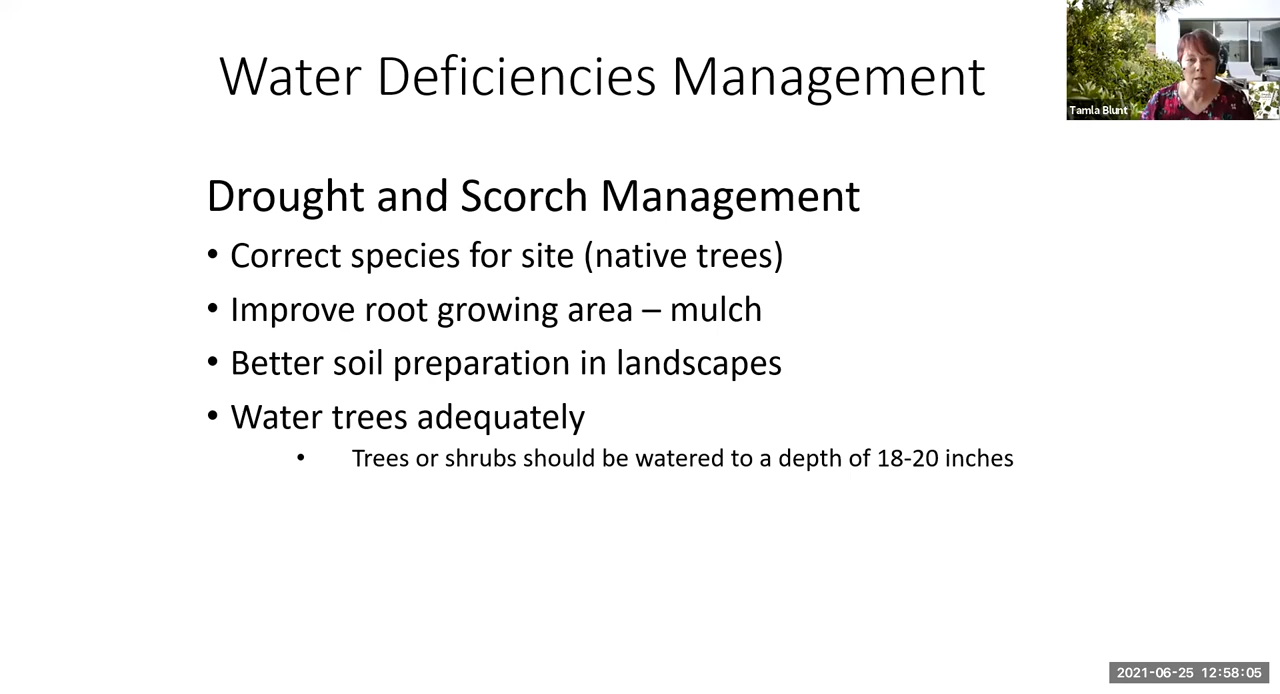 Water Deficiencies Management
Tamla Blunt
Drought and Scorch Management
• Correct species for site (native trees)
• Improve root growing area – mulch
• Better soil preparation in landscapes
• Water trees adequately
• Trees or shrubs should be watered to a depth of 18-20 inches
2021-06-25 12:58:05